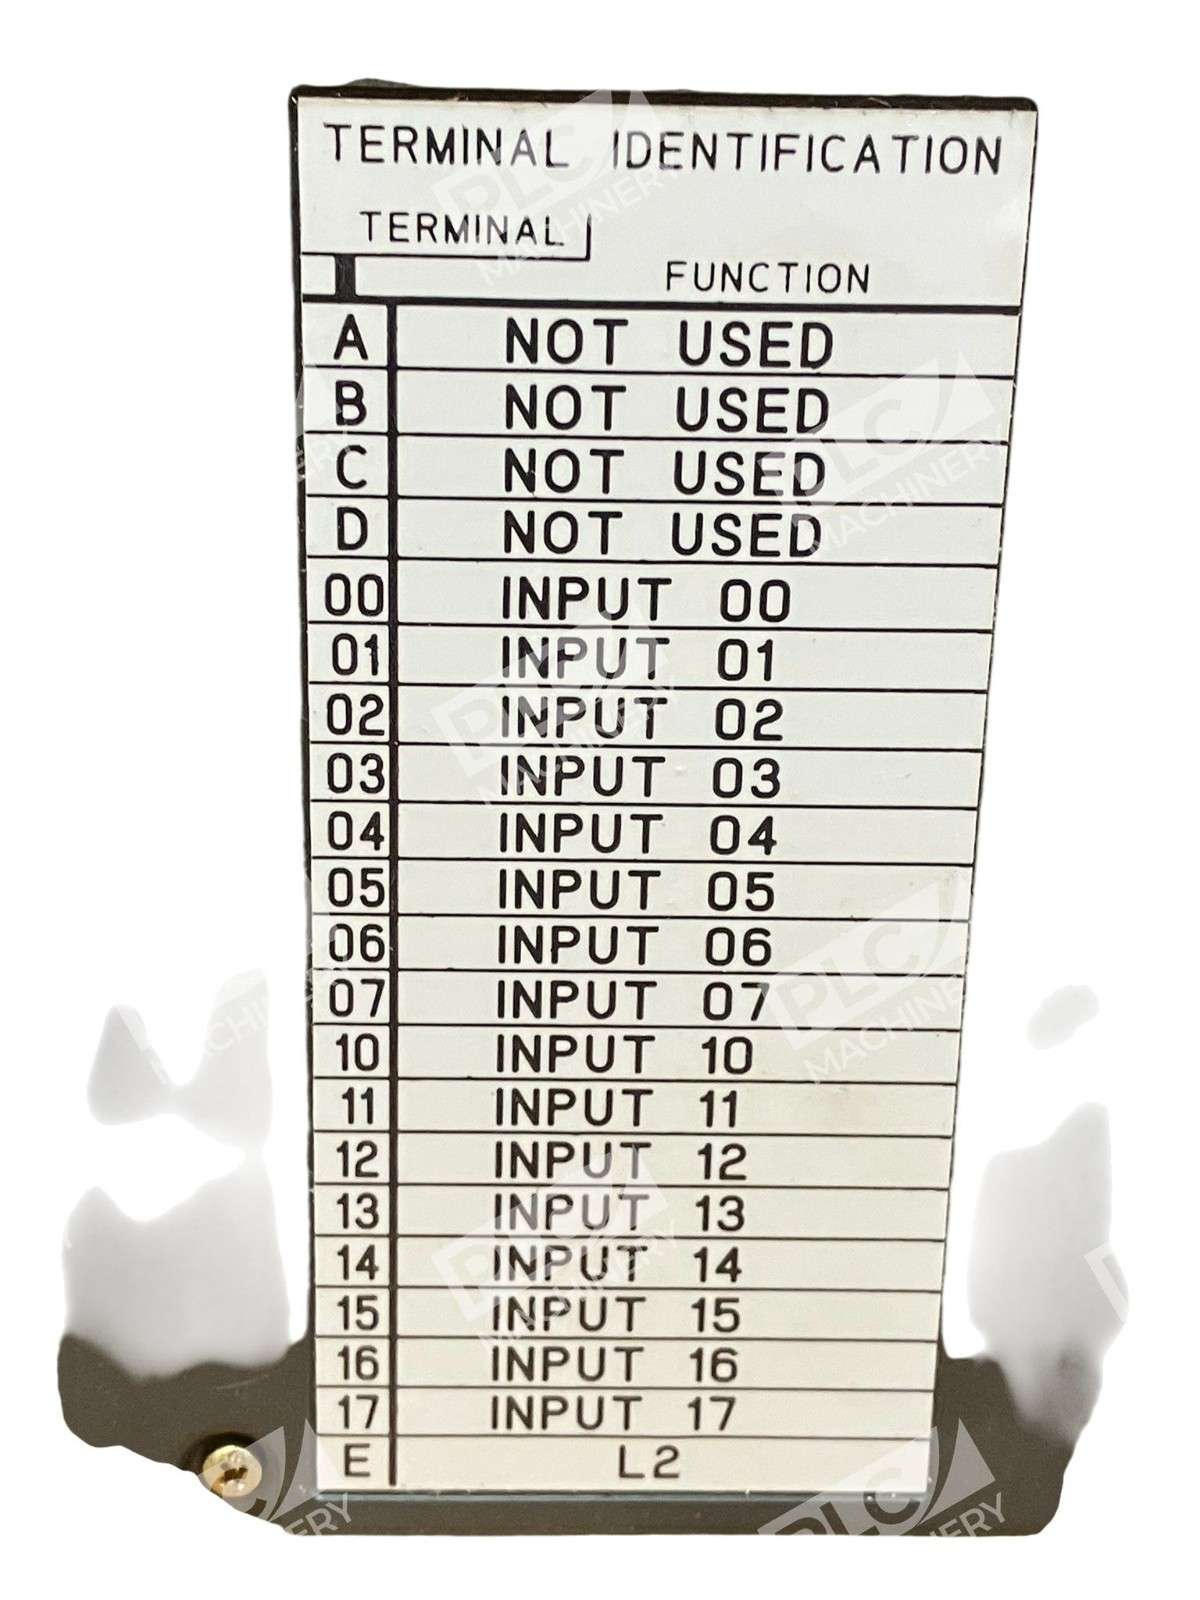 TERMINAL IDENTIFICATION
TERMINAL
FUNCTION
A NOT USED
B NOT USED
C NOT USED
D NOT USED
00 INPUT 00
01 INPUT 01
02 INPUT 02
03 INPUT 03
04 INPUT 04
05 INPUT 05
06 INPUT 06
07 INPUT 07
10 INPUT 10
11 INPUT 11
12 INPUT 12
13 INPUT 13
14 INPUT 14
15 INPUT 15
16 INPUT 16
17 INPUT 17
E L2
PLC MACHINERY